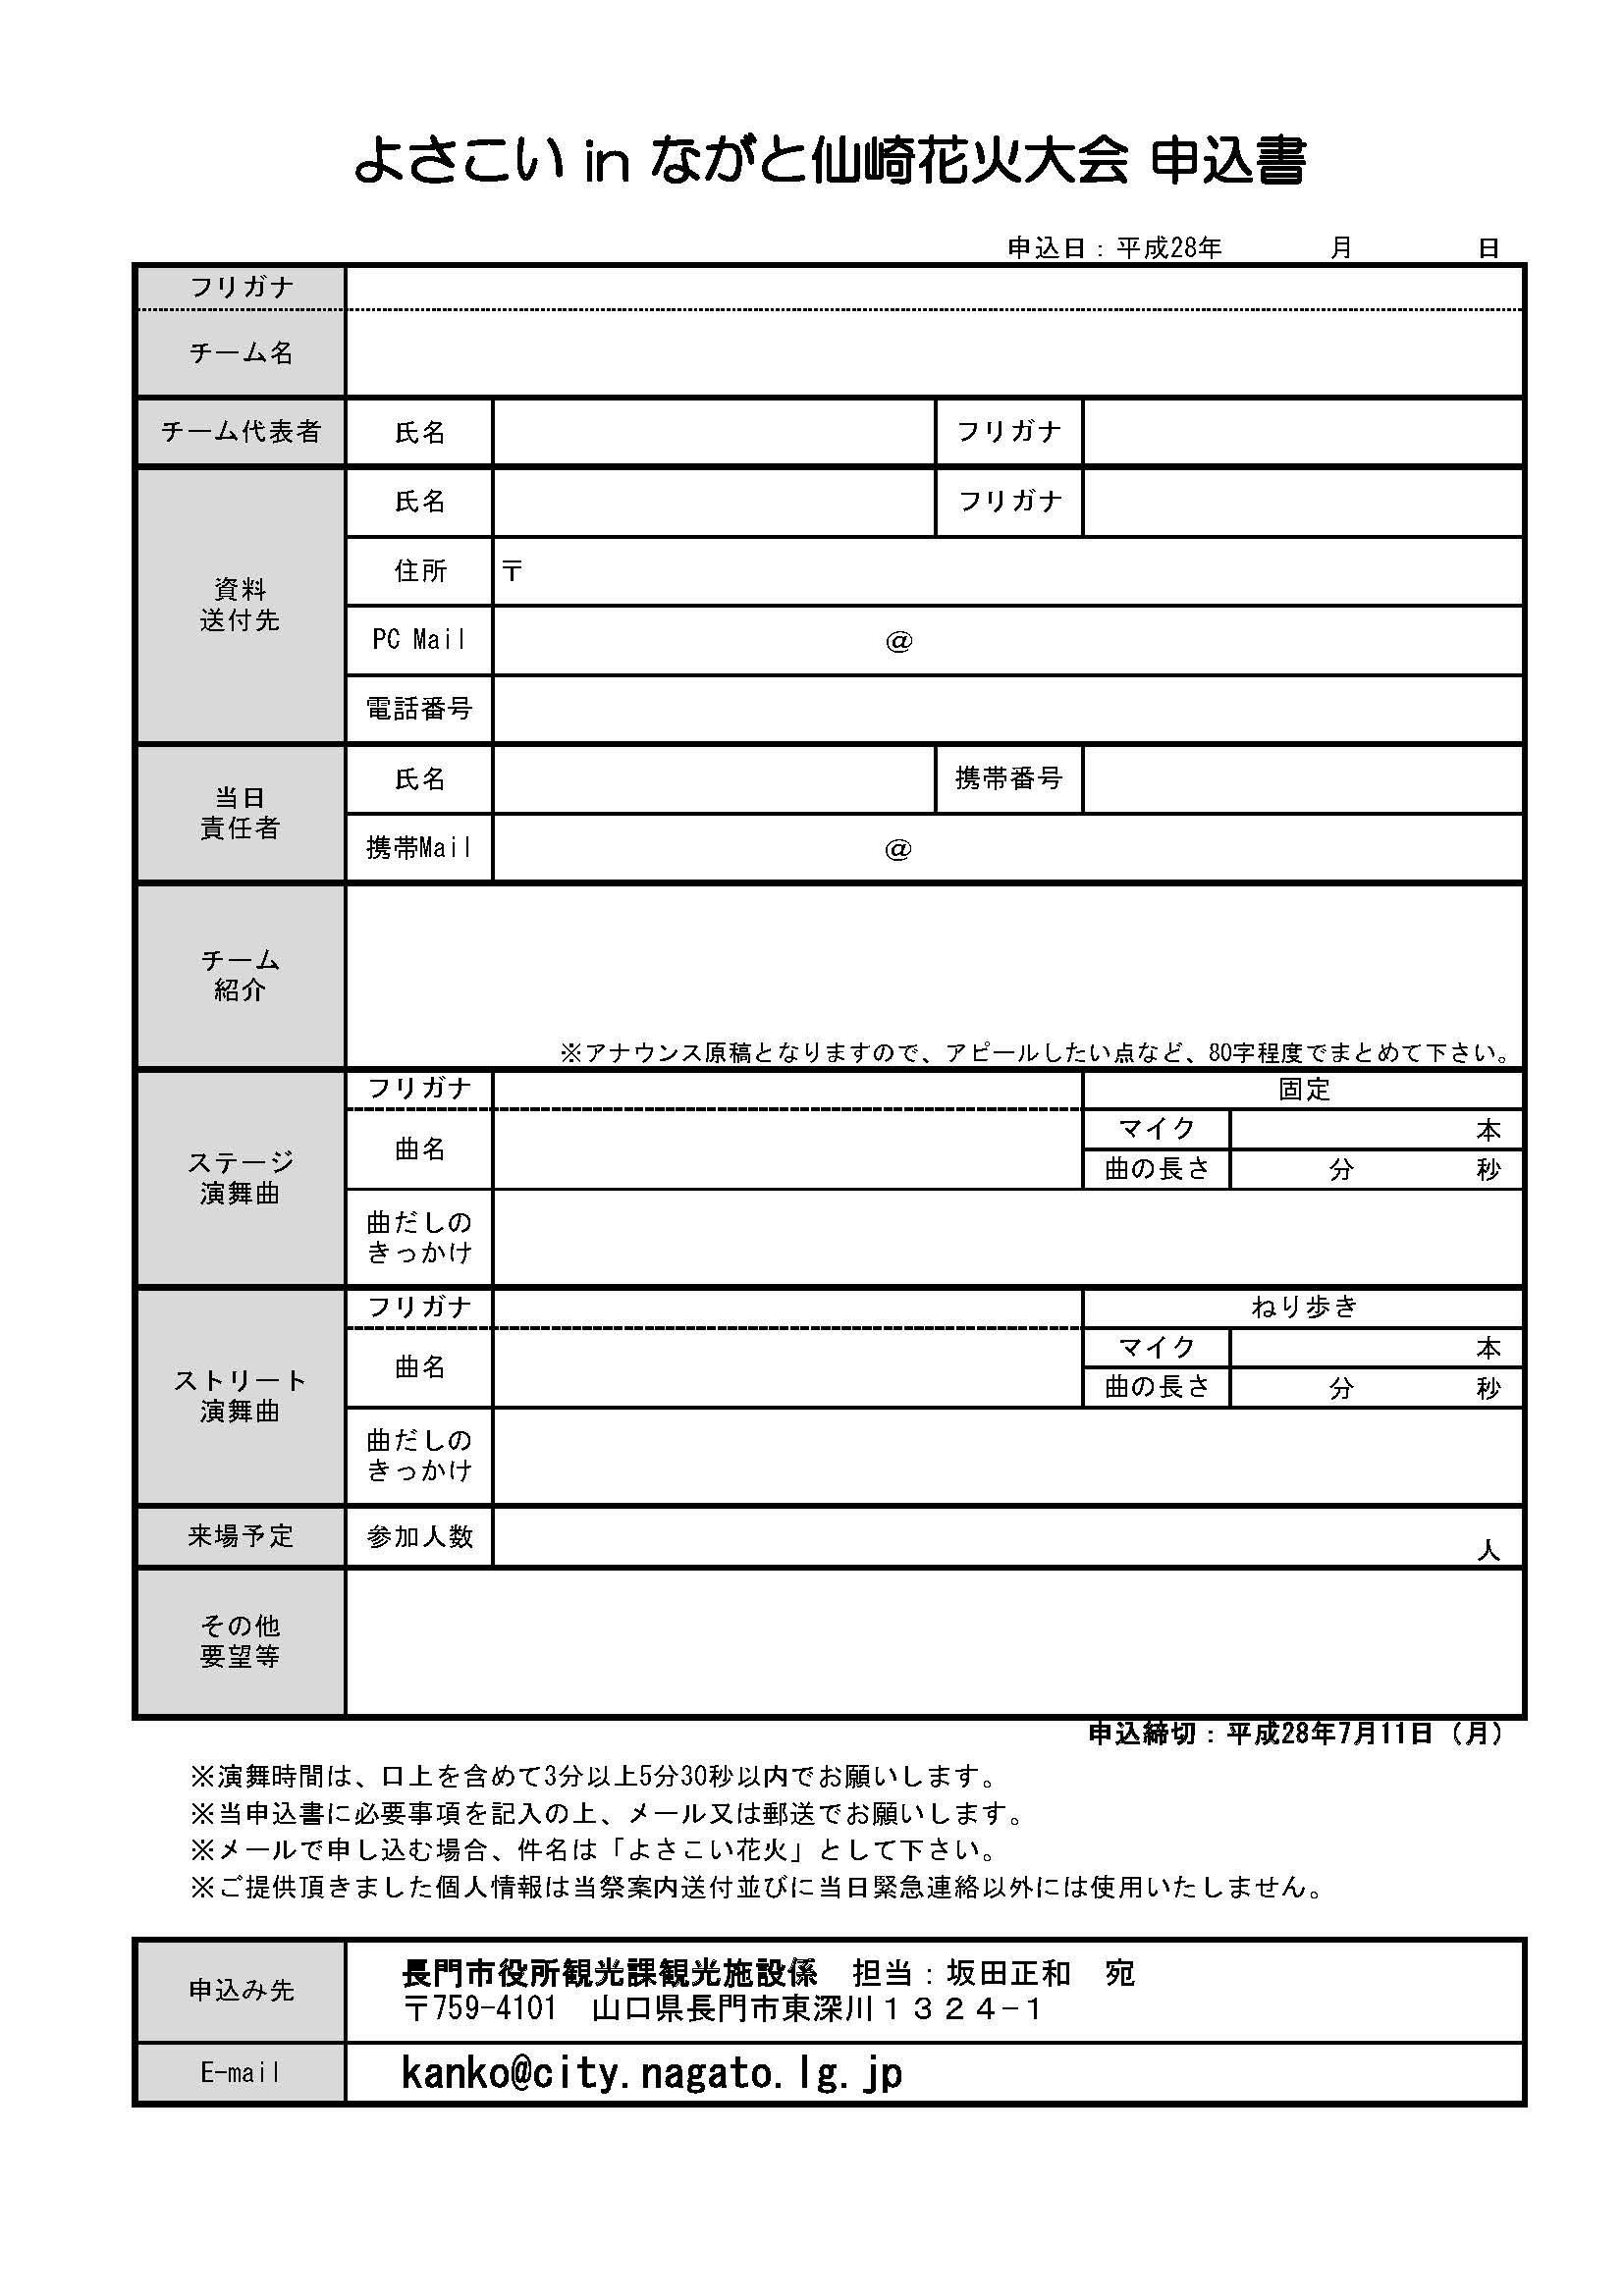 よさこい in ながと仙崎花火大会 申込書
申込日：平成28年　　月　　日
フリガナ
チーム名
チーム代表者 氏名 フリガナ
資料
送付先
氏名 フリガナ
住所 〒
PC Mail @
電話番号
当日
責任者
氏名 携帯番号
携帯Mail @
チーム
紹介
※アナウンス原稿となりますので、アピールしたい点など、80字程度でまとめて下さい。
ステージ
演舞曲
フリガナ 固定
曲名
マイク 本
曲の長さ 分 秒
曲だしの
きっかけ
ストリート
演舞曲
フリガナ ねり歩き
曲名
マイク 本
曲の長さ 分 秒
曲だしの
きっかけ
来場予定 参加人数 人
その他
要望等
申込締切：平成28年7月11日（月）
※演舞時間は、口上を含めて3分以上5分30秒以内でお願いします。
※当申込書に必要事項を記入の上、メール又は郵送でお願いします。
※メールで申し込む場合、件名は「よさこい花火」として下さい。
※ご提供頂きました個人情報は当祭案内送付並びに当日緊急連絡以外には使用いたしません。
申込み先
長門市役所観光課観光施設係　担当：坂田正和　宛
〒759-4101　山口県長門市東深川１３２４−１
E-mail kanko@city.nagato.lg.jp